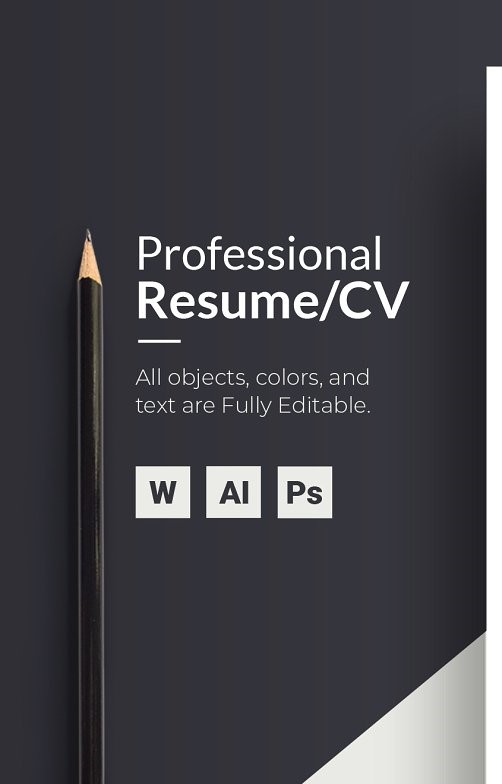 Professional
Resume/CV
All objects, colors, and
text are Fully Editable.
W AI Ps